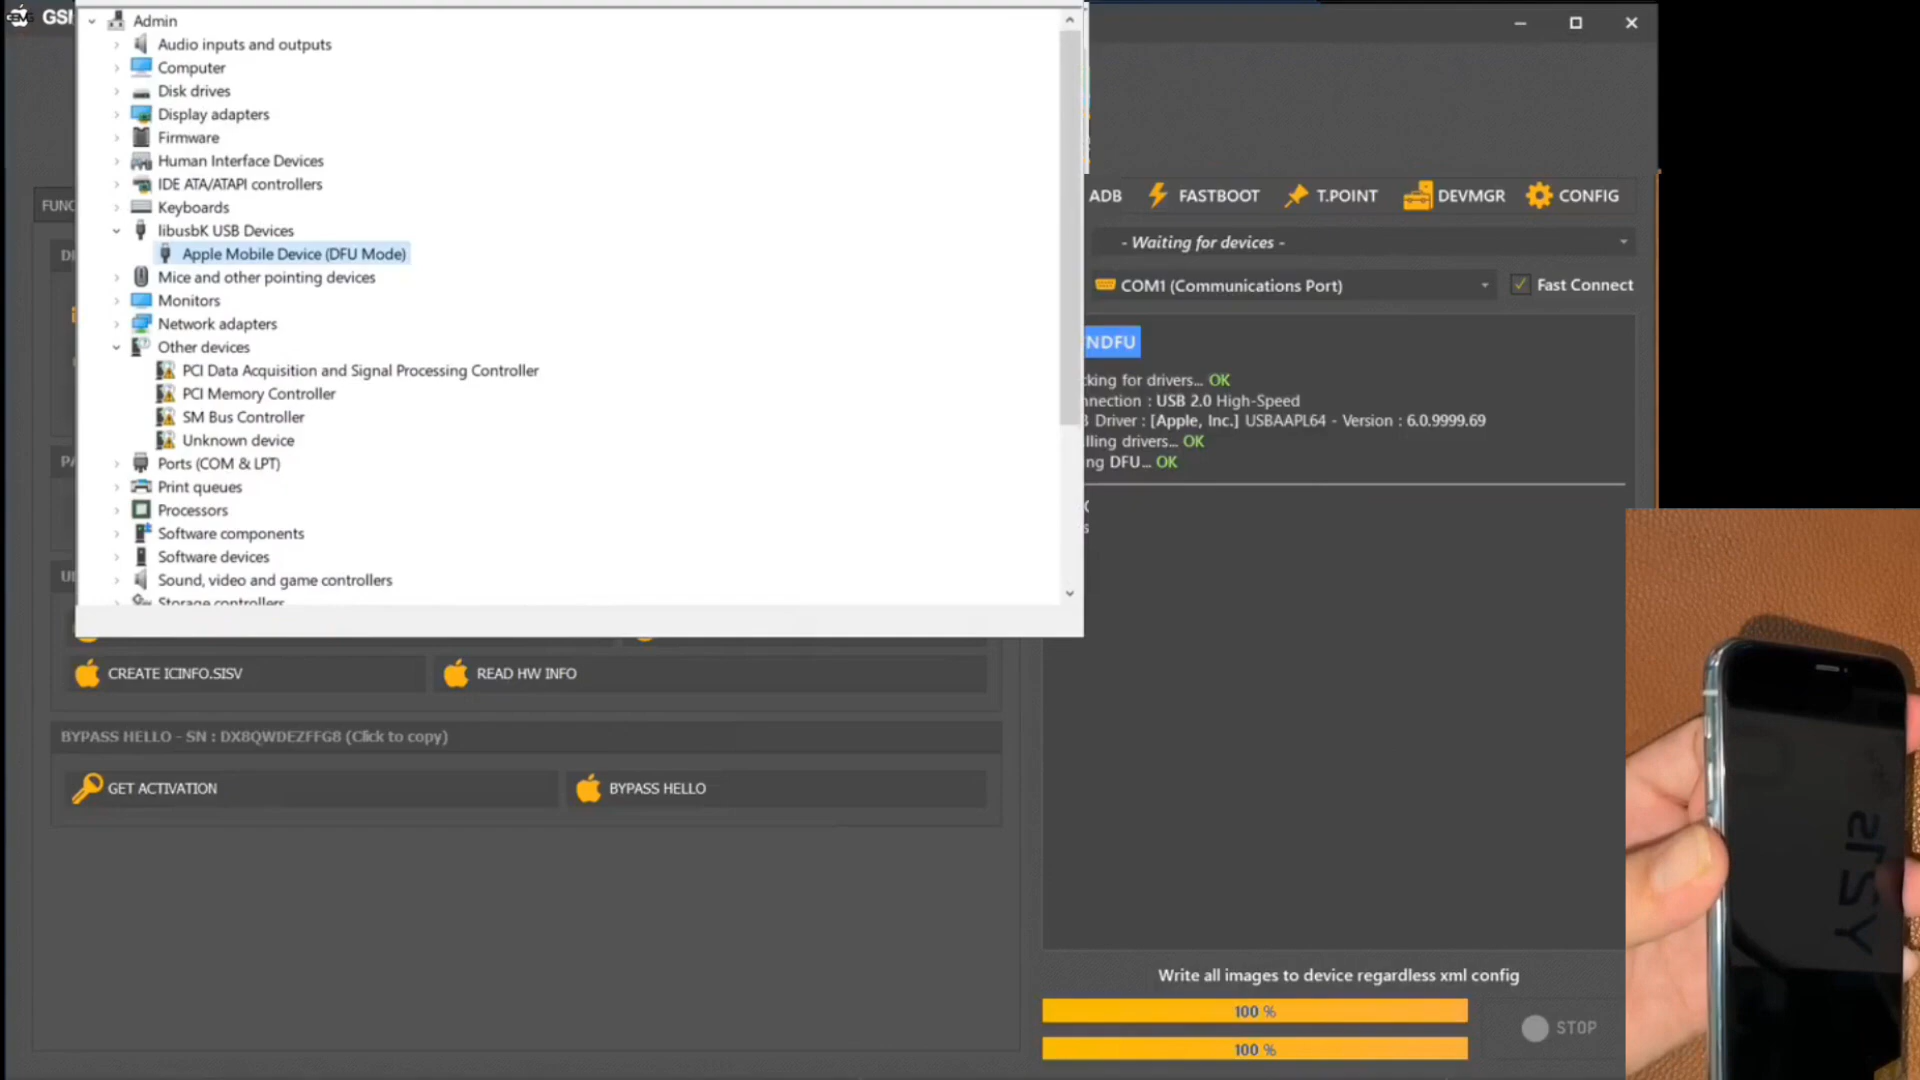 GSM
Admin
Audio inputs and outputs
Computer
Disk drives
Display adapters
Firmware
Human Interface Devices
IDE ATA/ATAPI controllers
Keyboards
libusbK USB Devices
Apple Mobile Device (DFU Mode)
Mice and other pointing devices
Monitors
Network adapters
Other devices
PCI Data Acquisition and Signal Processing Controller
PCI Memory Controller
SM Bus Controller
Unknown device
Ports (COM & LPT)
Print queues
Processors
Software components
Software devices
Sound, video and game controllers
Storage controllers
FUNC
CREATE ICINFO.SISV
READ HW INFO
BYPASS HELLO - SN : DX8QWDEZFFG8 (Click to copy)
GET ACTIVATION
BYPASS HELLO
ADB
FASTBOOT
T.POINT
DEVMGR
CONFIG
- Waiting for devices -
COM1 (Communications Port)
Fast Connect
NDFU
king for drivers... OK
nnection : USB 2.0 High-Speed
B Driver : [Apple, Inc.] USBAAPL64 - Version : 6.0.9999.69
lling drivers... OK
ng DFU... OK
Write all images to device regardless xml config
100 %
100 %
STOP